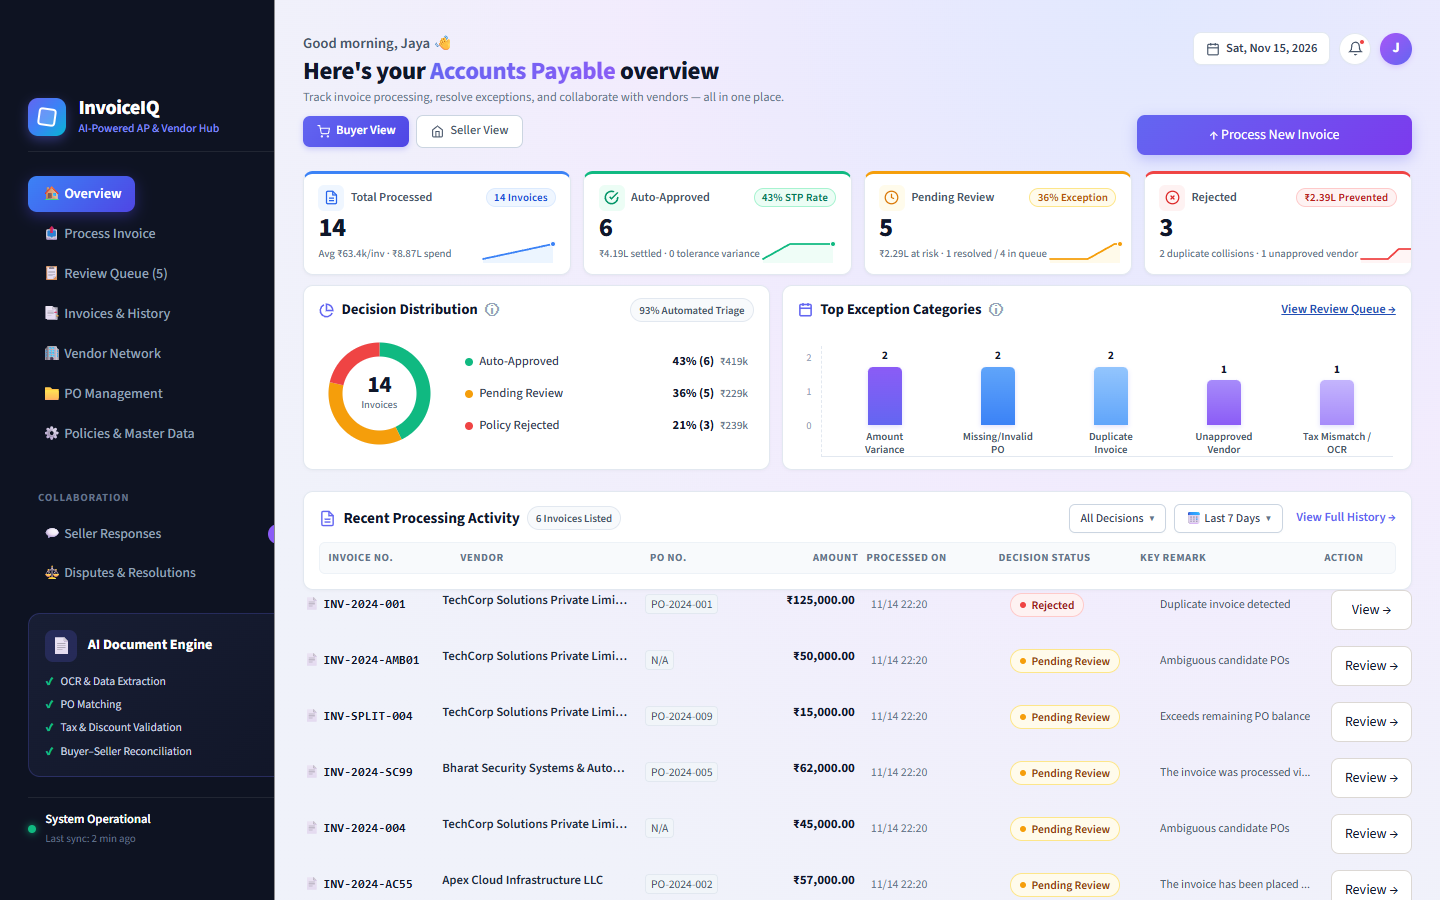 InvoiceIQ
AI-Powered AP & Vendor Hub
Overview
Process Invoice
Review Queue (5)
Invoices & History
Vendor Network
PO Management
Policies & Master Data
COLLABORATION
Seller Responses
Disputes & Resolutions
AI Document Engine
✓ OCR & Data Extraction
✓ PO Matching
✓ Tax & Discount Validation
✓ Buyer–Seller Reconciliation
System Operational
Last sync: 2 min ago
Good morning, Jaya 👋
Here's your Accounts Payable overview
Track invoice processing, resolve exceptions, and collaborate with vendors — all in one place.
Sat, Nov 15, 2026
J
Buyer View
Seller View
↑ Process New Invoice
Total Processed 14 Invoices
14
Avg ₹63.4k/inv · ₹8.87L spend
Auto-Approved 43% STP Rate
6
₹4.19L settled · 0 tolerance variance
Pending Review 36% Exception
5
₹2.29L at risk · 1 resolved / 4 in queue
Rejected ₹2.39L Prevented
3
2 duplicate collisions · 1 unapproved vendor
Decision Distribution ⓘ 93% Automated Triage
14
Invoices
Auto-Approved 43% (6) ₹419k
Pending Review 36% (5) ₹229k
Policy Rejected 21% (3) ₹239k
Top Exception Categories ⓘ View Review Queue →
2
1
0
2 2 2 1 1
Amount Variance
Missing/Invalid PO
Duplicate Invoice
Unapproved Vendor
Tax Mismatch / OCR
Recent Processing Activity 6 Invoices Listed All Decisions ▾ Last 7 Days ▾ View Full History →
INVOICE NO. VENDOR PO NO. AMOUNT PROCESSED ON DECISION STATUS KEY REMARK ACTION
INV-2024-001 TechCorp Solutions Private Limi... PO-2024-001 ₹125,000.00 11/14 22:20 Rejected Duplicate invoice detected View →
INV-2024-AMB01 TechCorp Solutions Private Limi... N/A ₹50,000.00 11/14 22:20 Pending Review Ambiguous candidate POs Review →
INV-SPLIT-004 TechCorp Solutions Private Limi... PO-2024-009 ₹15,000.00 11/14 22:20 Pending Review Exceeds remaining PO balance Review →
INV-2024-SC99 Bharat Security Systems & Auto... PO-2024-005 ₹62,000.00 11/14 22:20 Pending Review The invoice was processed vi... Review →
INV-2024-004 TechCorp Solutions Private Limi... N/A ₹45,000.00 11/14 22:20 Pending Review Ambiguous candidate POs Review →
INV-2024-AC55 Apex Cloud Infrastructure LLC PO-2024-002 ₹57,000.00 11/14 22:20 Pending Review The invoice has been placed ... Review →